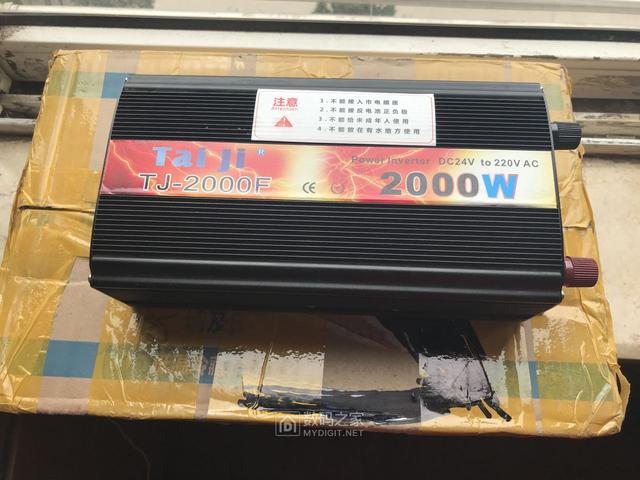 注意
Attention
1.不能接入市电插座
2.不能接反电池正负极
3.不能给未成年人使用
4.不能放在有水地方使用
Tai Ji ®
Power Inverter DC24V to 220V AC
TJ-2000F
CE
2000W
数码之家
MYDIGIT.NET